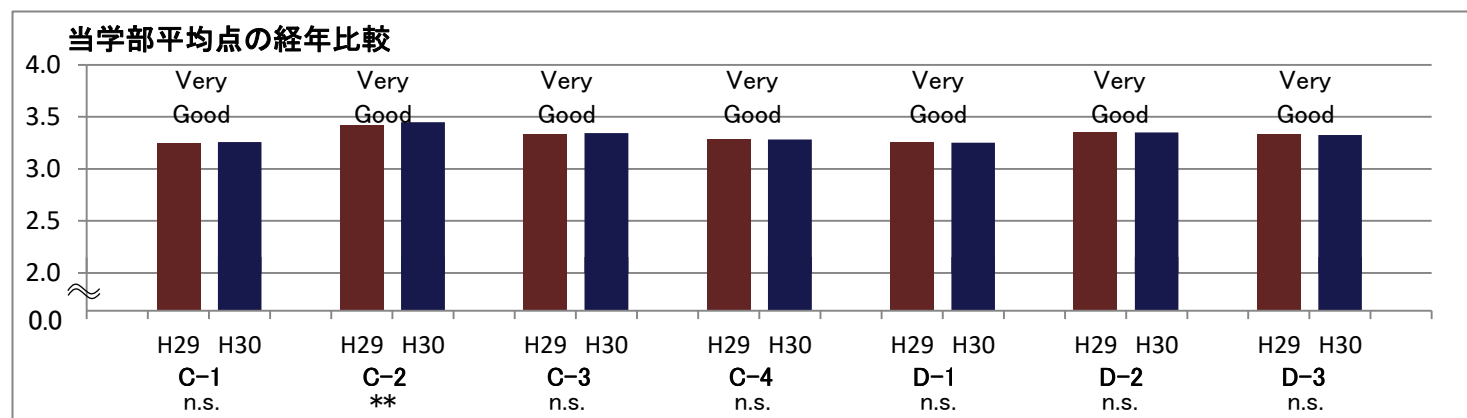 当学部平均点の経年比較
4.0
3.5
3.0
2.5
2.0
0.0
Very Good Very Good Very Good Very Good Very Good Very Good Very Good
H29 H30 H29 H30 H29 H30 H29 H30 H29 H30 H29 H30 H29 H30
C-1 C-2 C-3 C-4 D-1 D-2 D-3
n.s. ** n.s. n.s. n.s. n.s. n.s.